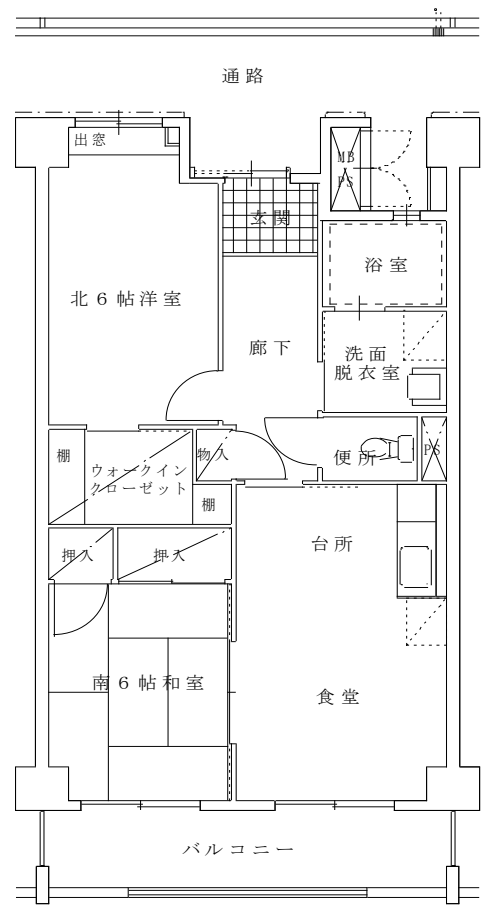 通路
出窓
MB
PS
玄関
浴室
北6帖洋室
廊下
洗面
脱衣室
棚
物入
便所
PS
ウォークイン
クローゼット
棚
台所
押入
押入
南6帖和室
食堂
バルコニー